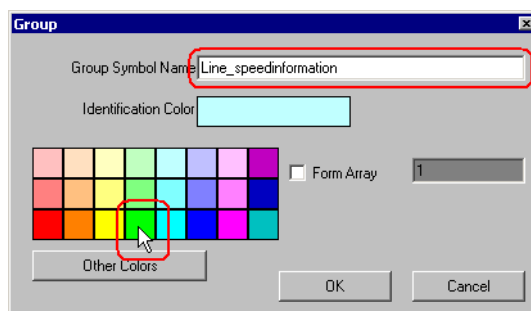 Group
Group Symbol Name Line_speedinformation
Identification Color
Form Array 1
Other Colors
OK Cancel